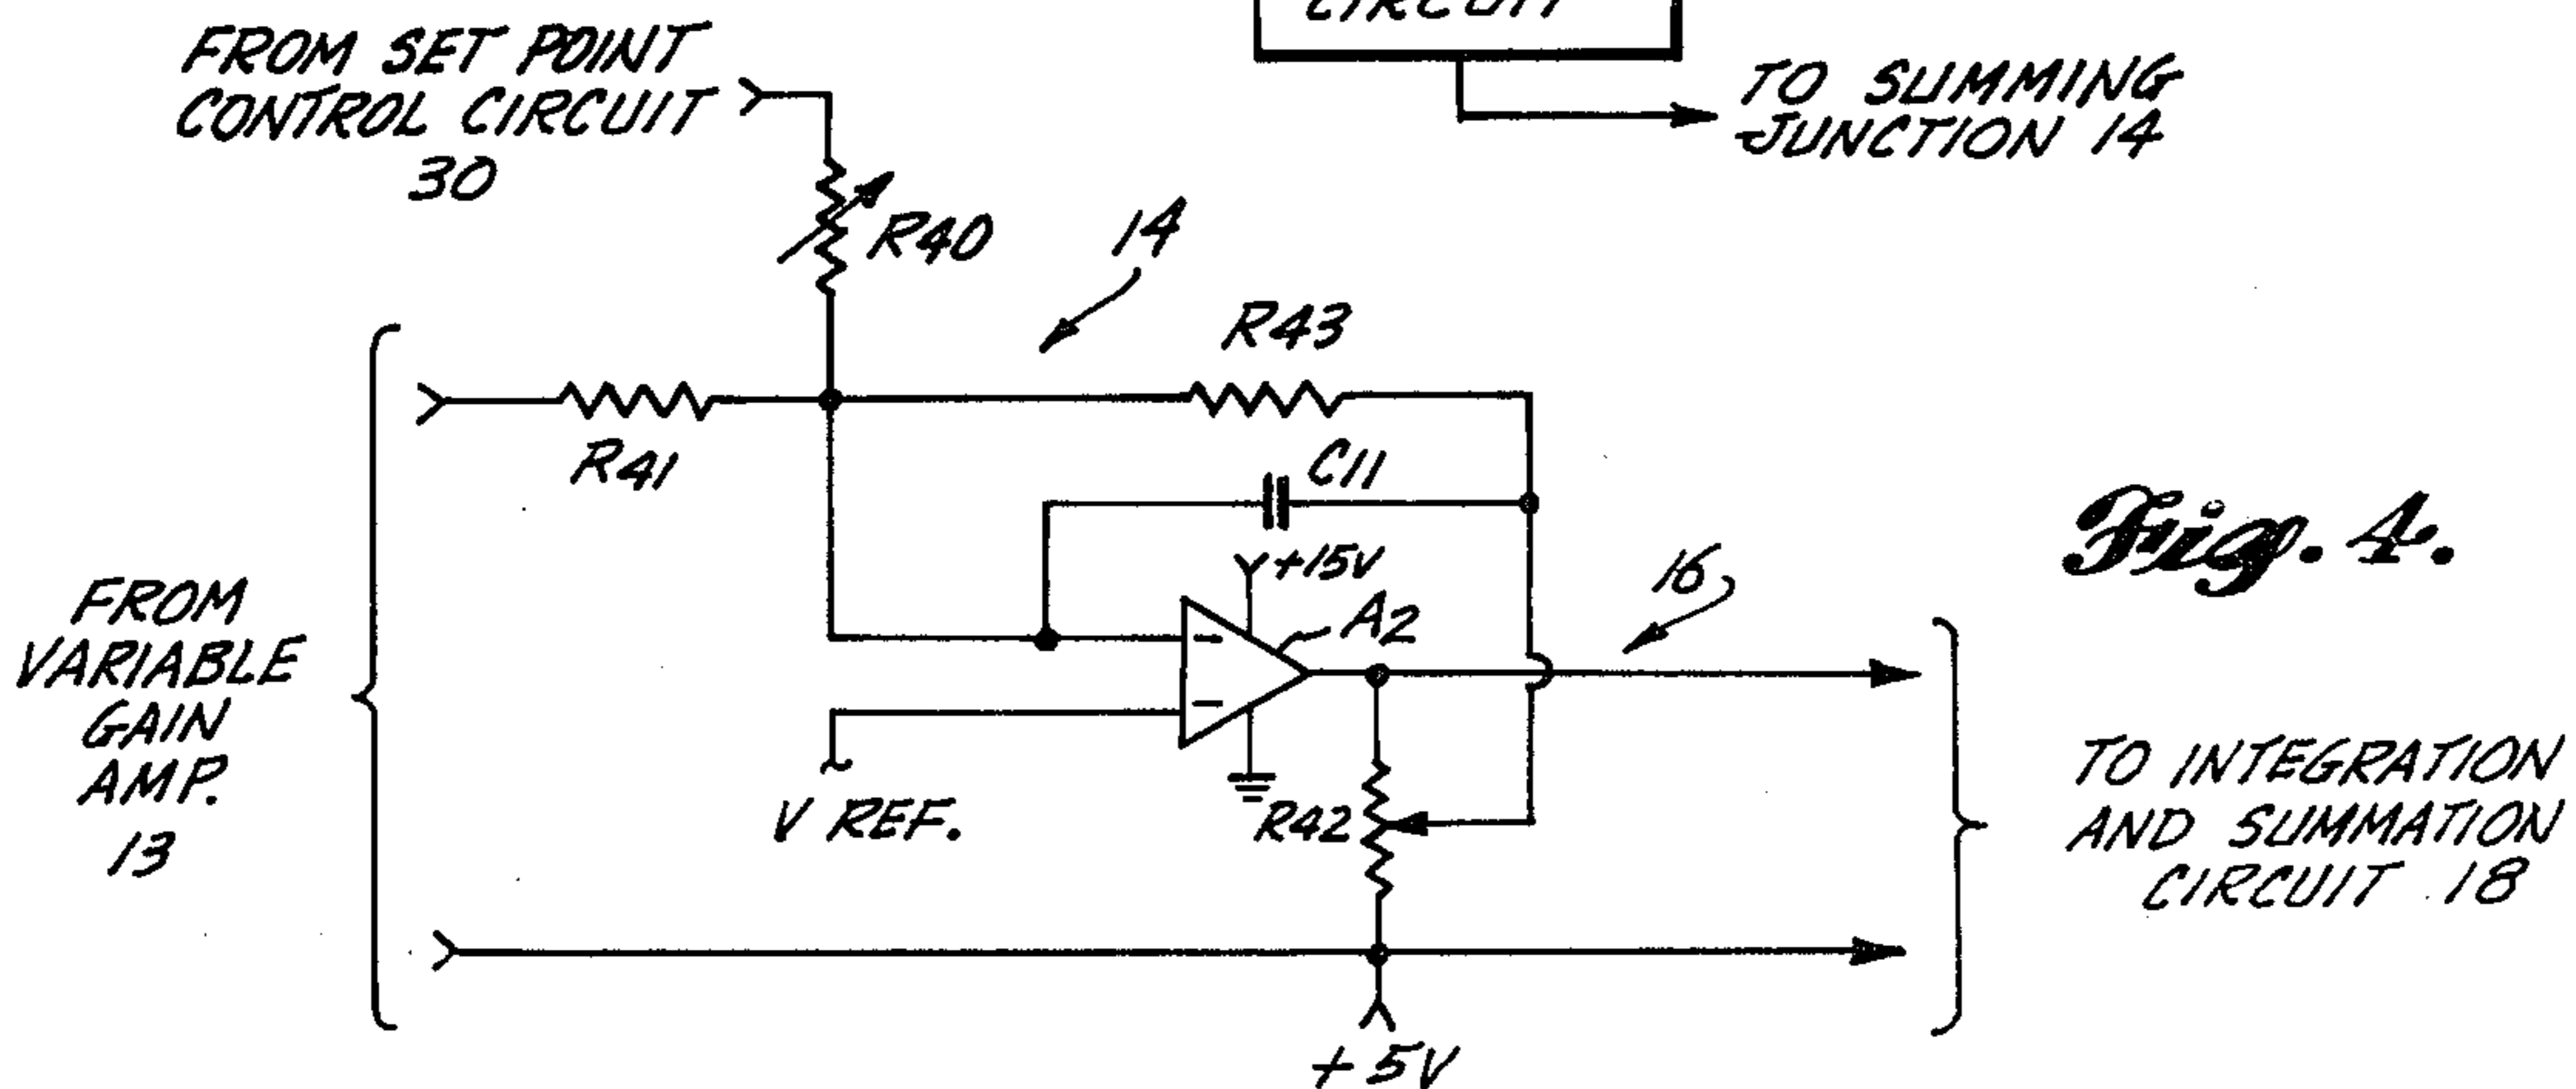 CIRCUIT
FROM SET POINT
CONTROL CIRCUIT
30
TO SUMMING
JUNCTION 14
R40
14
R43
R41
C11
+15V
A2
16
Fig. 4.
FROM
VARIABLE
GAIN
AMP.
13
−
−
V REF.
R42
TO INTEGRATION
AND SUMMATION
CIRCUIT 18
+5V